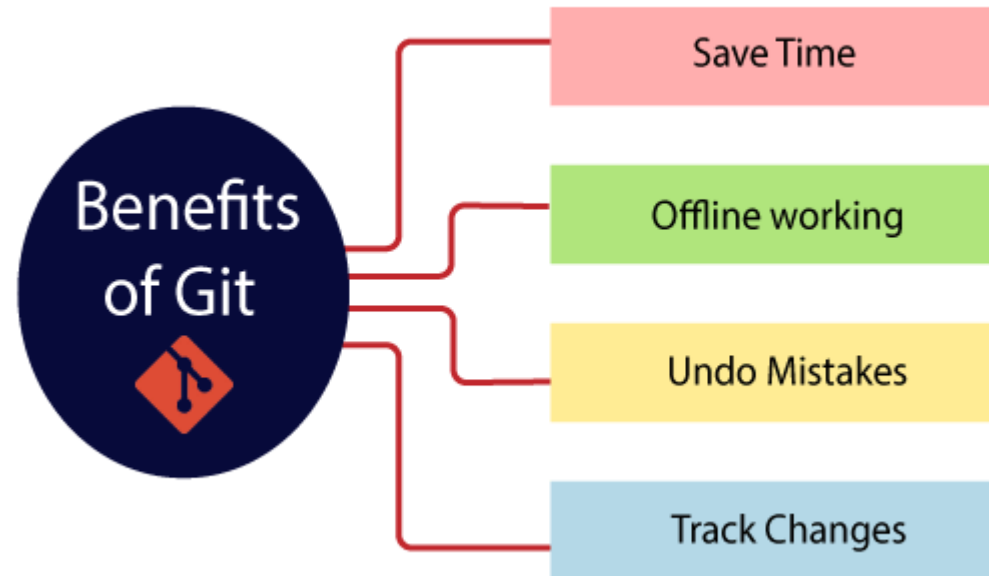 Benefits
of Git
Save Time
Offline working
Undo Mistakes
Track Changes